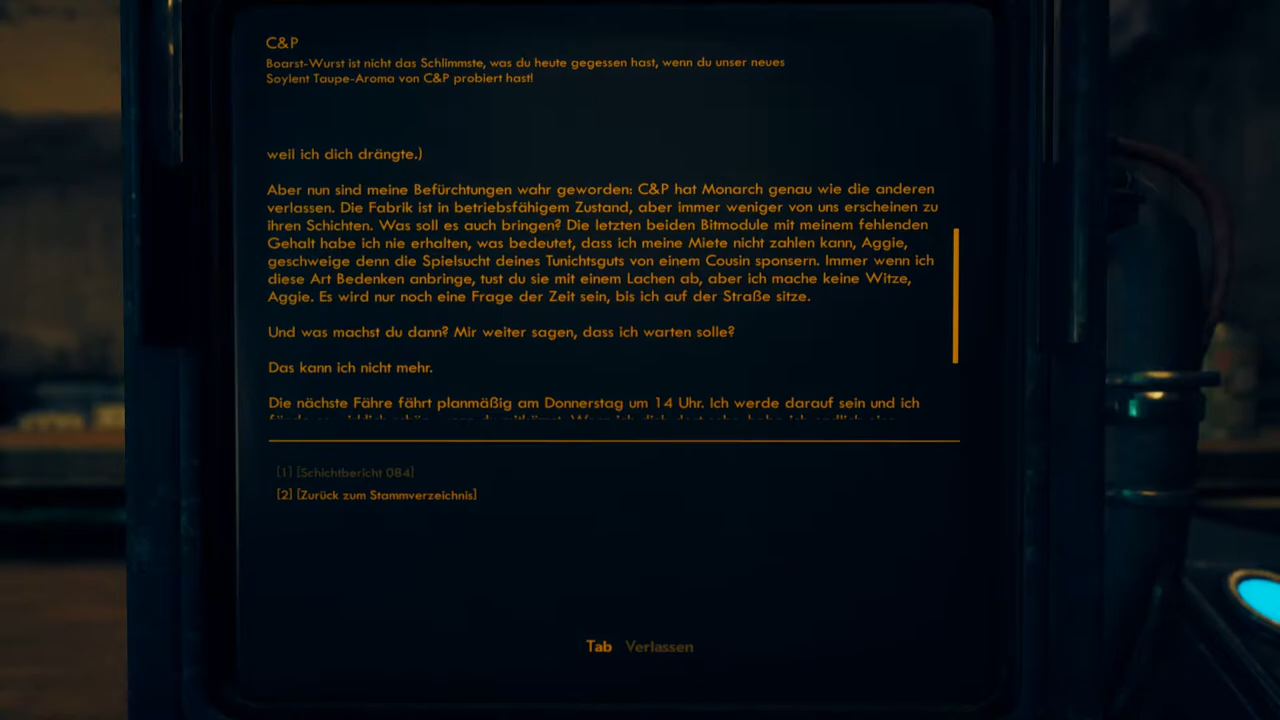 C&P
Boarst-Wurst ist nicht das Schlimmste, was du heute gegessen hast, wenn du unser neues
Soylent Taupe-Aroma von C&P probiert hast!
weil ich dich drängte.)
Aber nun sind meine Befürchtungen wahr geworden: C&P hat Monarch genau wie die anderen
verlassen. Die Fabrik ist in betriebsfähigem Zustand, aber immer weniger von uns erscheinen zu
ihren Schichten. Was soll es auch bringen? Die letzten beiden Bitmodule mit meinem fehlenden
Gehalt habe ich nie erhalten, was bedeutet, dass ich meine Miete nicht zahlen kann, Aggie,
geschweige denn die Spielsucht deines Tunichtsguts von einem Cousin sponsern. Immer wenn ich
diese Art Bedenken anbringe, tust du sie mit einem Lachen ab, aber ich mache keine Witze,
Aggie. Es wird nur noch eine Frage der Zeit sein, bis ich auf der Straße sitze.
Und was machst du dann? Mir weiter sagen, dass ich warten solle?
Das kann ich nicht mehr.
Die nächste Fähre fährt planmäßig am Donnerstag um 14 Uhr. Ich werde darauf sein und ich
[1] [Schichtbericht 084]
[2] [Zurück zum Stammverzeichnis]
Tab Verlassen